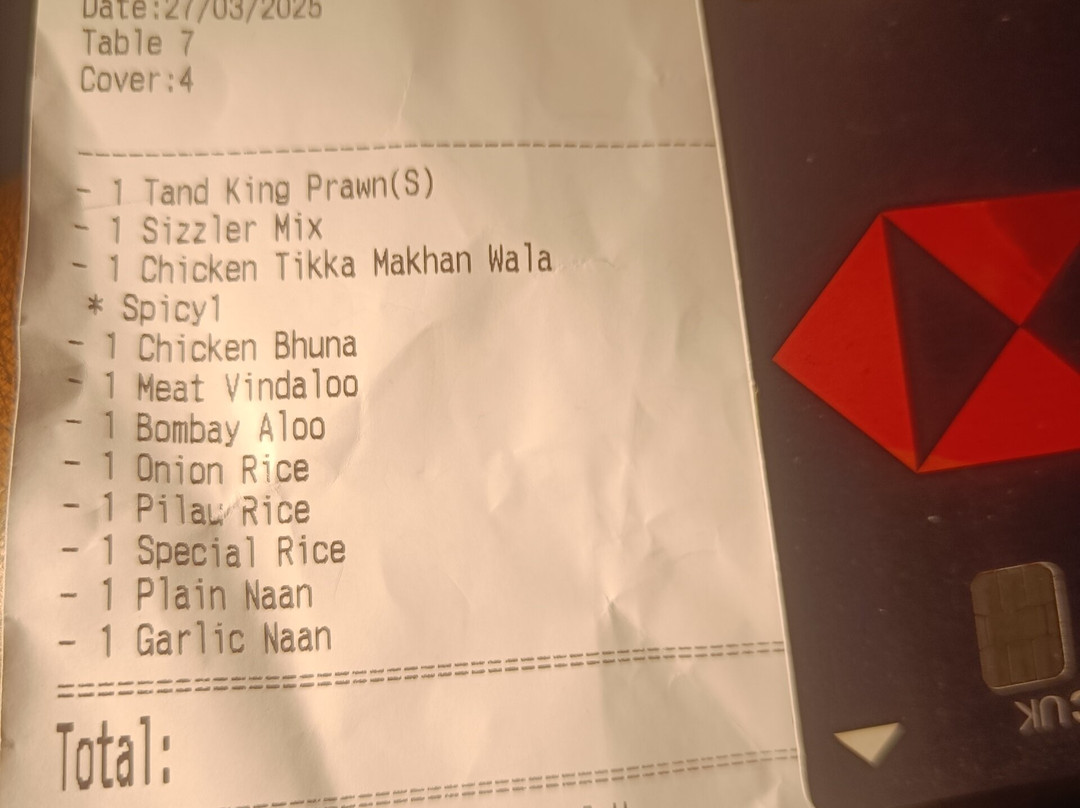 Date:27/03/2025
Table 7
Cover:4
- 1 Tand King Prawn(S)
- 1 Sizzler Mix
- 1 Chicken Tikka Makhan Wala
* Spicy1
- 1 Chicken Bhuna
- 1 Meat Vindaloo
- 1 Bombay Aloo
- 1 Onion Rice
- 1 Pilau Rice
- 1 Special Rice
- 1 Plain Naan
- 1 Garlic Naan
Total:
UK